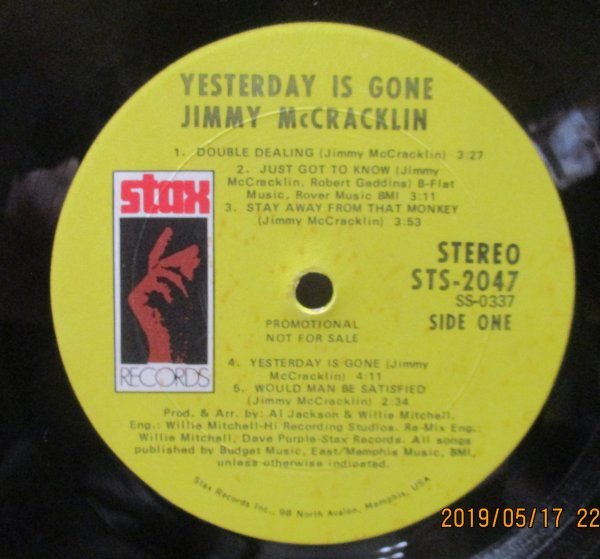 YESTERDAY IS GONE
JIMMY McCRACKLIN
1. DOUBLE DEALING (Jimmy McCracklin) 3:27
2. JUST GOT TO KNOW (Jimmy
McCracklin, Robert Geddins) B-Flat
Music, Rover Music BMI 3:11
3. STAY AWAY FROM THAT MONKEY
(Jimmy McCracklin) 3:53
stax
RECORDS
STEREO
STS-2047
SS-0337
SIDE ONE
PROMOTIONAL
NOT FOR SALE
4. YESTERDAY IS GONE (Jimmy
McCracklin) 4:11
5. WOULD MAN BE SATISFIED
(Jimmy McCracklin) 2:34
Prod. & Arr. by: Al Jackson & Willie Mitchell.
Eng.: Willie Mitchell-Hi Recording Studios. Re-Mix Eng.:
Willie Mitchell, Dave Purple-Stax Records. All songs
published by Budget Music, East/Memphis Music, BMI,
unless otherwise indicated.
Stax Records Inc., 98 North Avalon, Memphis, USA
2019/05/17 22